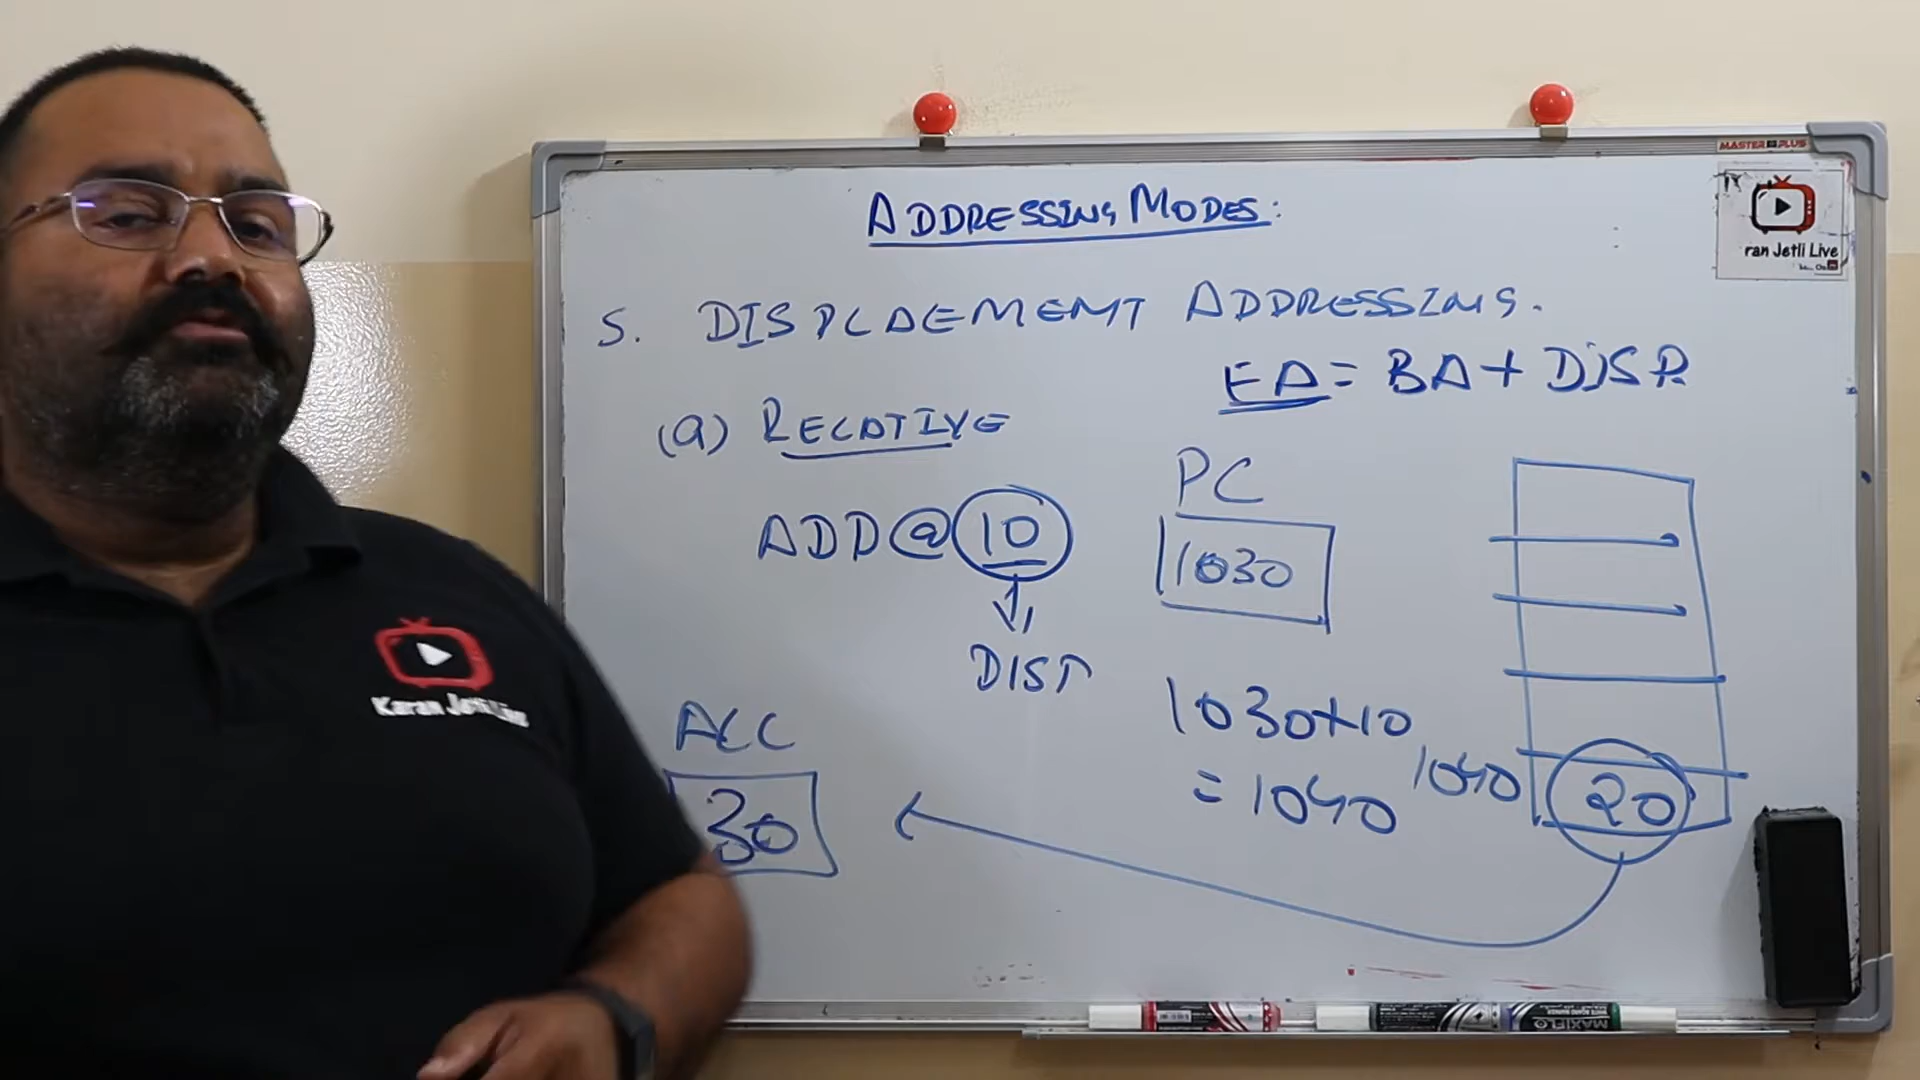 ADDRESSING MODES:
5. DISPLACEMENT ADDRESSING.
EA = BA + DISP.
(a) RELATIVE
PC
ADD @ 10
1030
DISP
ACC
1030+10
= 1040
1040
20
30
MASTER PLUS
ran Jetli Live
Karan Jetli Live
MAXIFLO